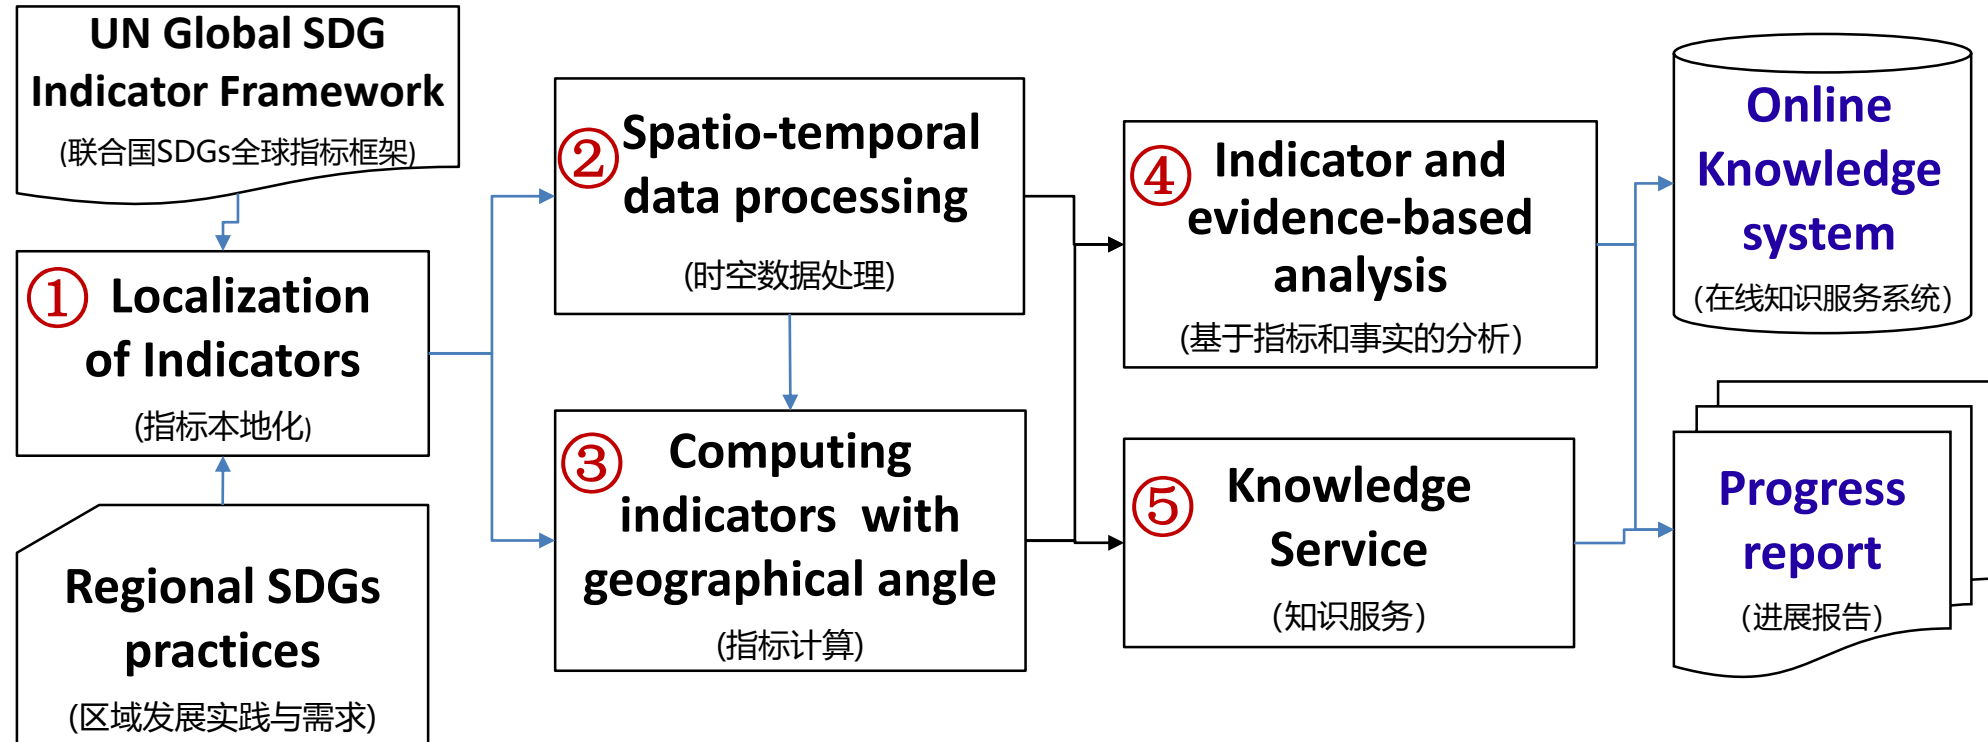 UN Global SDG
Indicator Framework
(联合国SDGs全球指标框架)
① Localization
of Indicators
(指标本地化)
Regional SDGs
practices
(区域发展实践与需求)
② Spatio-temporal
data processing
(时空数据处理)
③ Computing
indicators with
geographical angle
(指标计算)
④ Indicator and
evidence-based
analysis
(基于指标和事实的分析)
⑤ Knowledge
Service
(知识服务)
Online
Knowledge
system
(在线知识服务系统)
Progress
report
(进展报告)